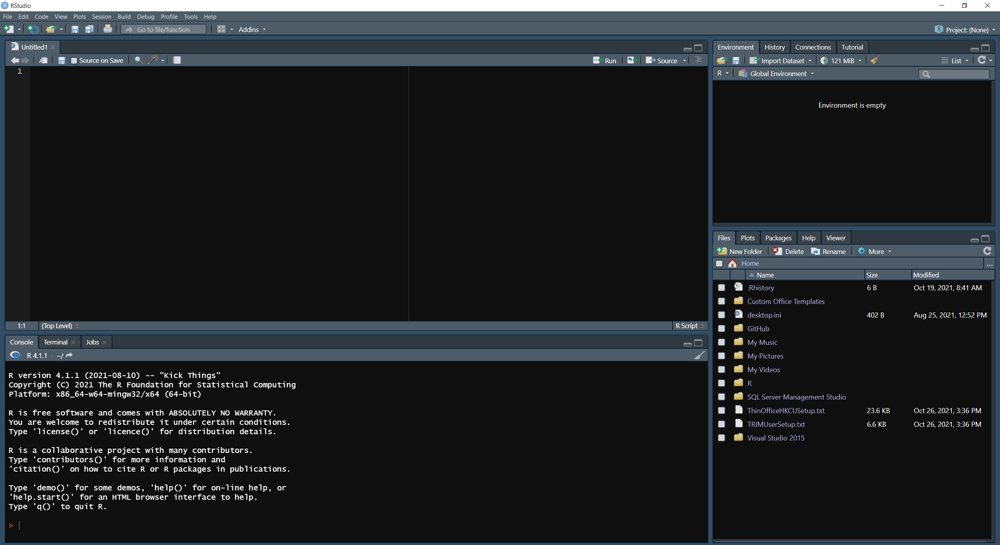 RStudio
File Edit Code View Plots Session Build Debug Profile Tools Help
Go to file/function Addins Project: (None)
Untitled1
Source on Save Run Source
1
1:1 (Top Level) R Script
Console Terminal Jobs
R 4.1.1 · ~/
R version 4.1.1 (2021-08-10) -- "Kick Things"
Copyright (C) 2021 The R Foundation for Statistical Computing
Platform: x86_64-w64-mingw32/x64 (64-bit)
R is free software and comes with ABSOLUTELY NO WARRANTY.
You are welcome to redistribute it under certain conditions.
Type 'license()' or 'licence()' for distribution details.
R is a collaborative project with many contributors.
Type 'contributors()' for more information and
'citation()' on how to cite R or R packages in publications.
Type 'demo()' for some demos, 'help()' for on-line help, or
'help.start()' for an HTML browser interface to help.
Type 'q()' to quit R.
>
Environment History Connections Tutorial
Import Dataset 121 MiB List
R Global Environment
Environment is empty
Files Plots Packages Help Viewer
New Folder Delete Rename More
Home ...
Name Size Modified
.Rhistory 6 B Oct 19, 2021, 8:41 AM
Custom Office Templates
desktop.ini 402 B Aug 25, 2021, 12:52 PM
GitHub
My Music
My Pictures
My Videos
R
SQL Server Management Studio
ThinOfficeHKCUSetup.txt 23.6 KB Oct 26, 2021, 3:36 PM
TRIMUserSetup.txt 6.6 KB Oct 26, 2021, 3:36 PM
Visual Studio 2015